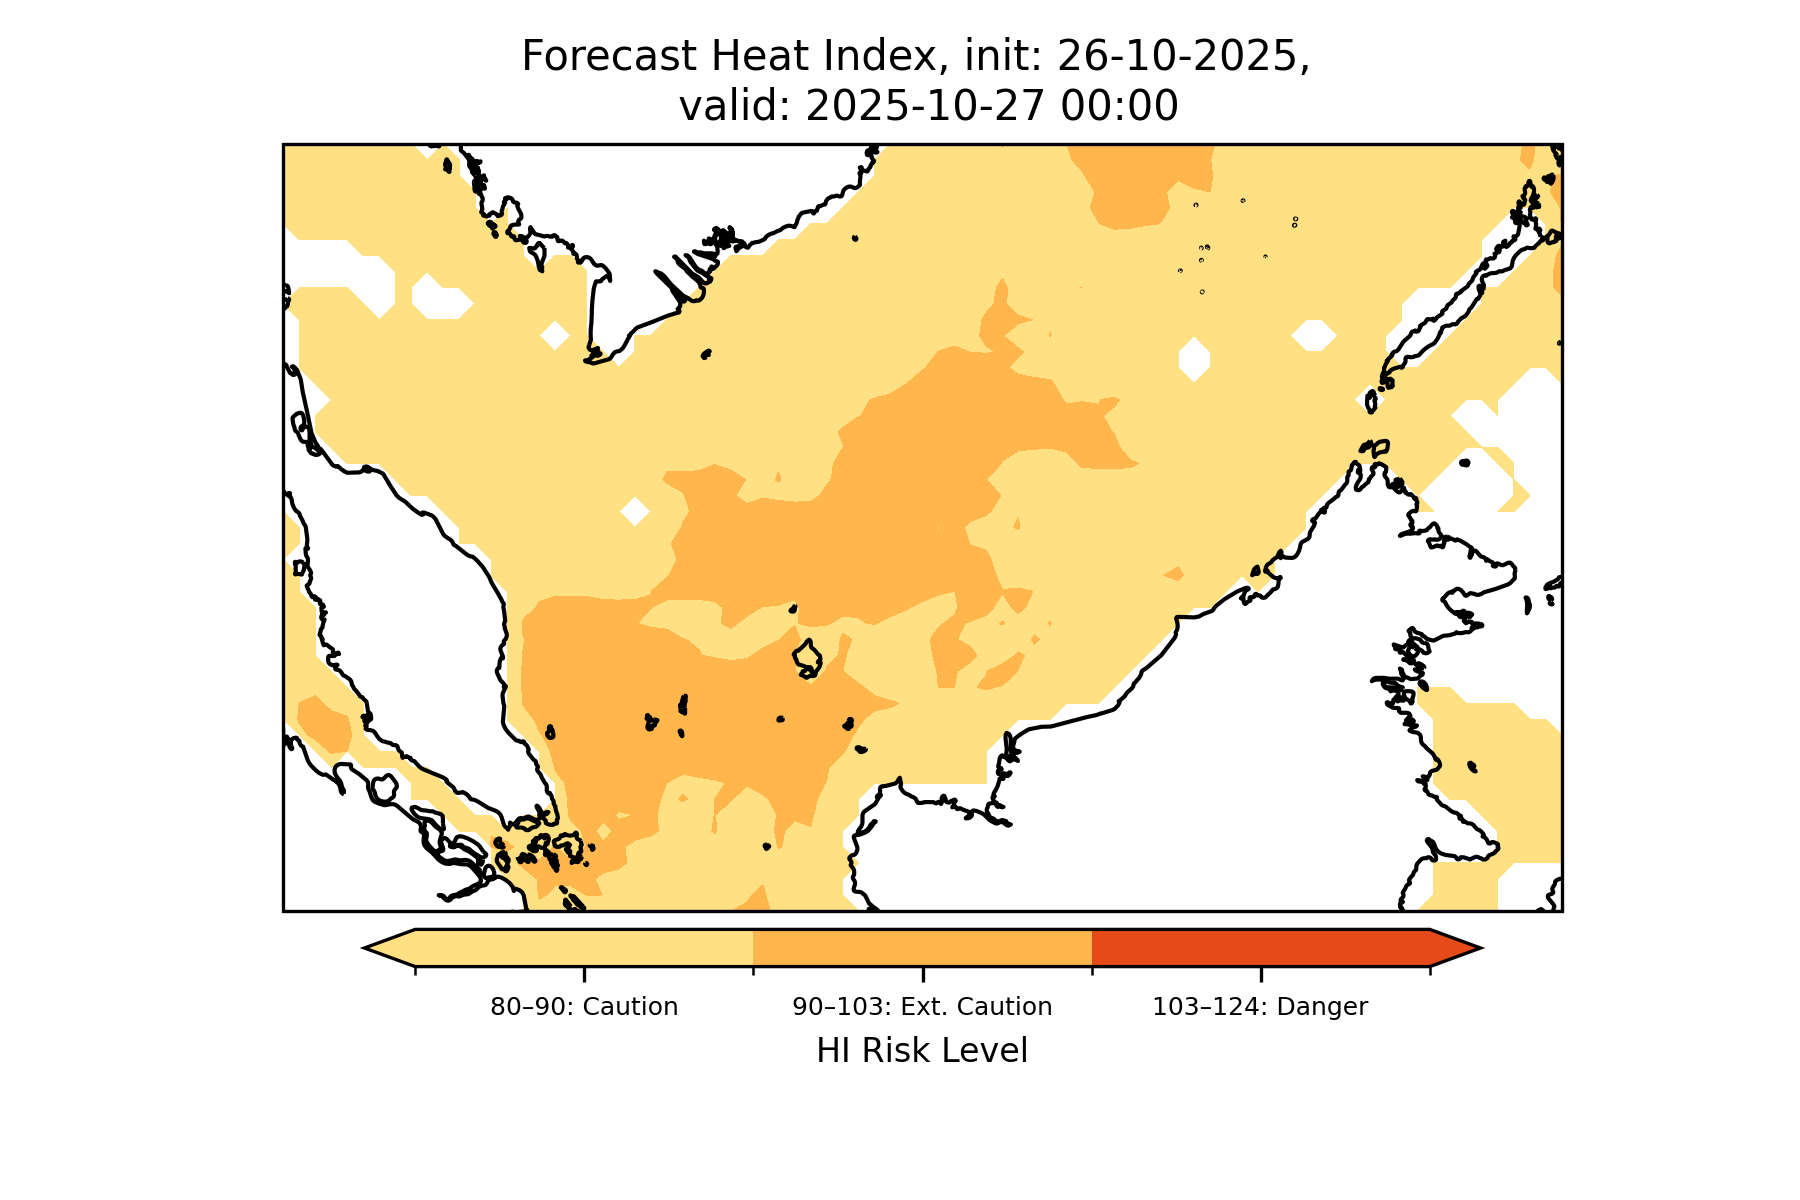 Forecast Heat Index, init: 26-10-2025,
valid: 2025-10-27 00:00
80–90: Caution
90–103: Ext. Caution
103–124: Danger
HI Risk Level